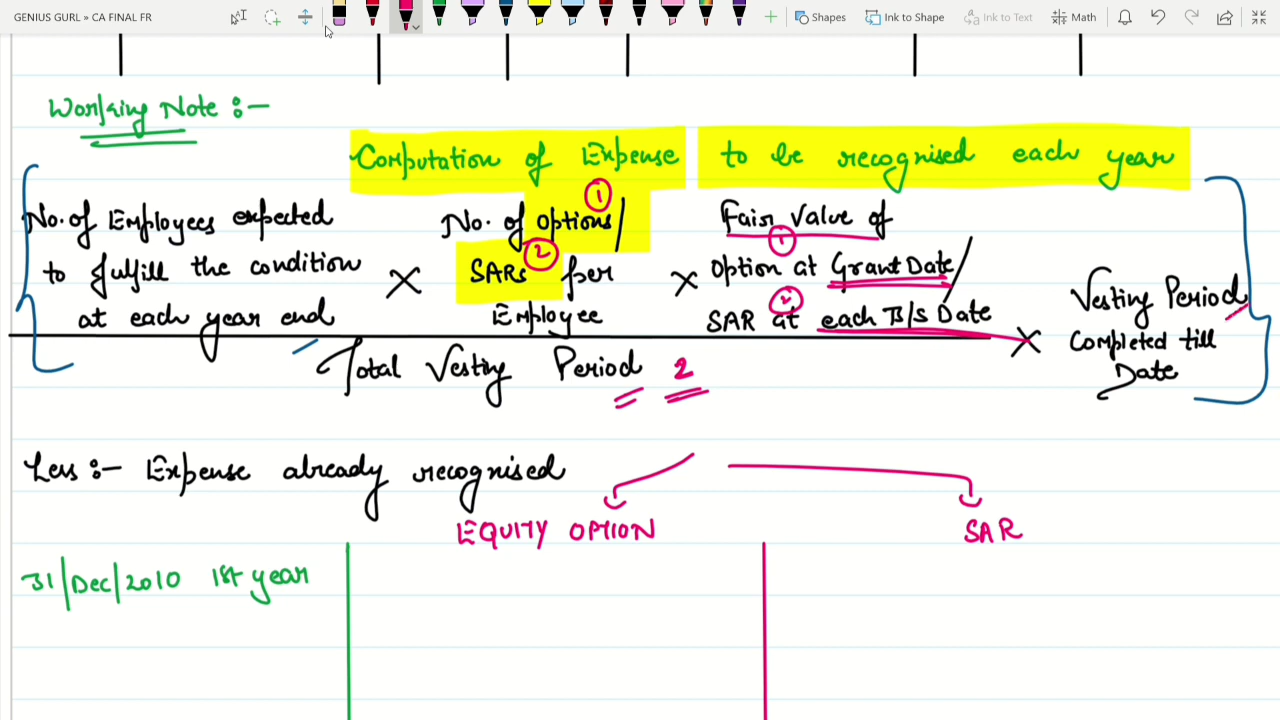 GENIUS GURL » CA FINAL FR
Shapes
Ink to Shape
Ink to Text
Math
Working Note :-
Computation of Expense to be recognised each year
No. of Employees expected
to fulfill the condition
at each year end
×
No. of options/ ①
SARs ② per
Employee
×
Fair Value of
① option at Grant Date/
② SAR at each B/S Date
Total Vesting Period 2
×
Vesting Period
completed till
Date
Less :- Expense already recognised
EQUITY OPTION
SAR
31/Dec/2010 1st year